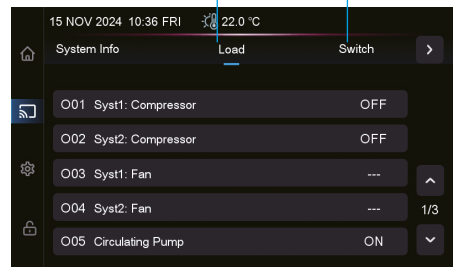 15 NOV 2024 10:36 FRI 22.0 ℃
System Info Load Switch
O01 Syst1: Compressor OFF
O02 Syst2: Compressor OFF
O03 Syst1: Fan ---
O04 Syst2: Fan ---
1/3
O05 Circulating Pump ON